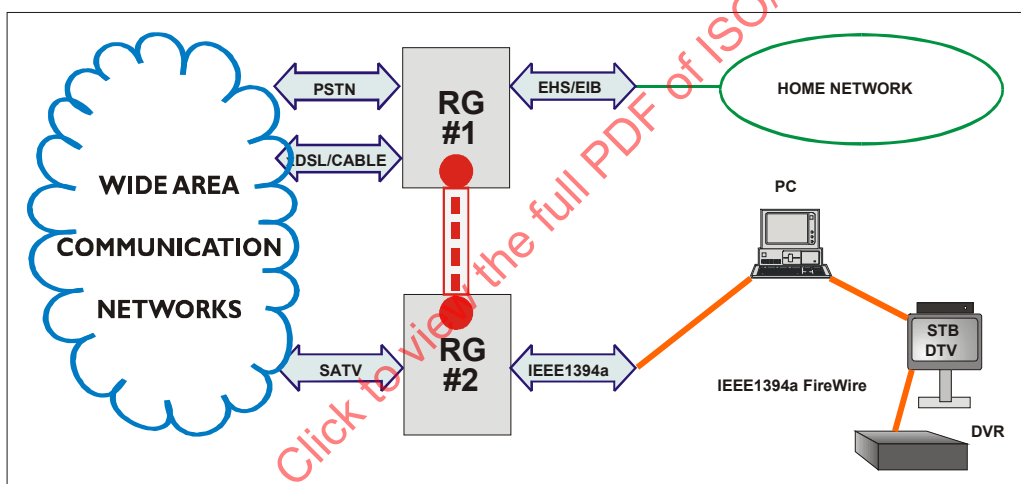 PSTN
EHS/EIB
HOME NETWORK
RG
#1
DSL/CABLE
WIDE AREA
COMMUNICATION
NETWORKS
PC
RG
#2
SATV
IEEE1394a
IEEE1394a FireWire
STB
DTV
DVR
Click to view the full PDF of ISO/